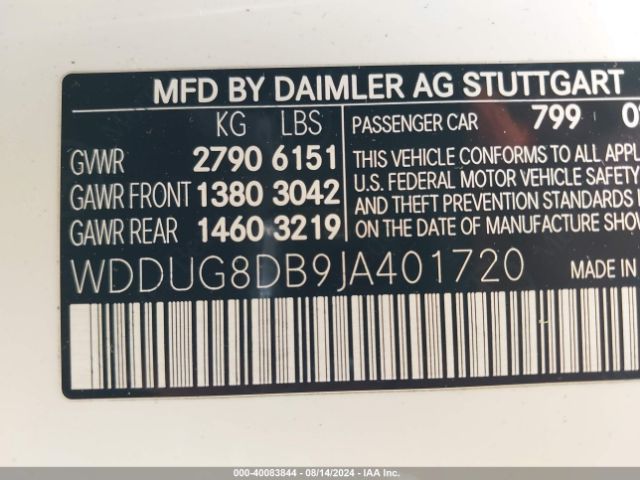 MFD BY DAIMLER AG STUTTGART
KG LBS
GVWR 2790 6151
GAWR FRONT 1380 3042
GAWR REAR 1460 3219
PASSENGER CAR 799
THIS VEHICLE CONFORMS TO ALL APPL
U.S. FEDERAL MOTOR VEHICLE SAFETY
AND THEFT PREVENTION STANDARDS
ON THE DATE OF MANUFACTURE SHOW
WDDUG8DB9JA401720
MADE IN
000-40083844 - 08/14/2024 - IAA Inc.